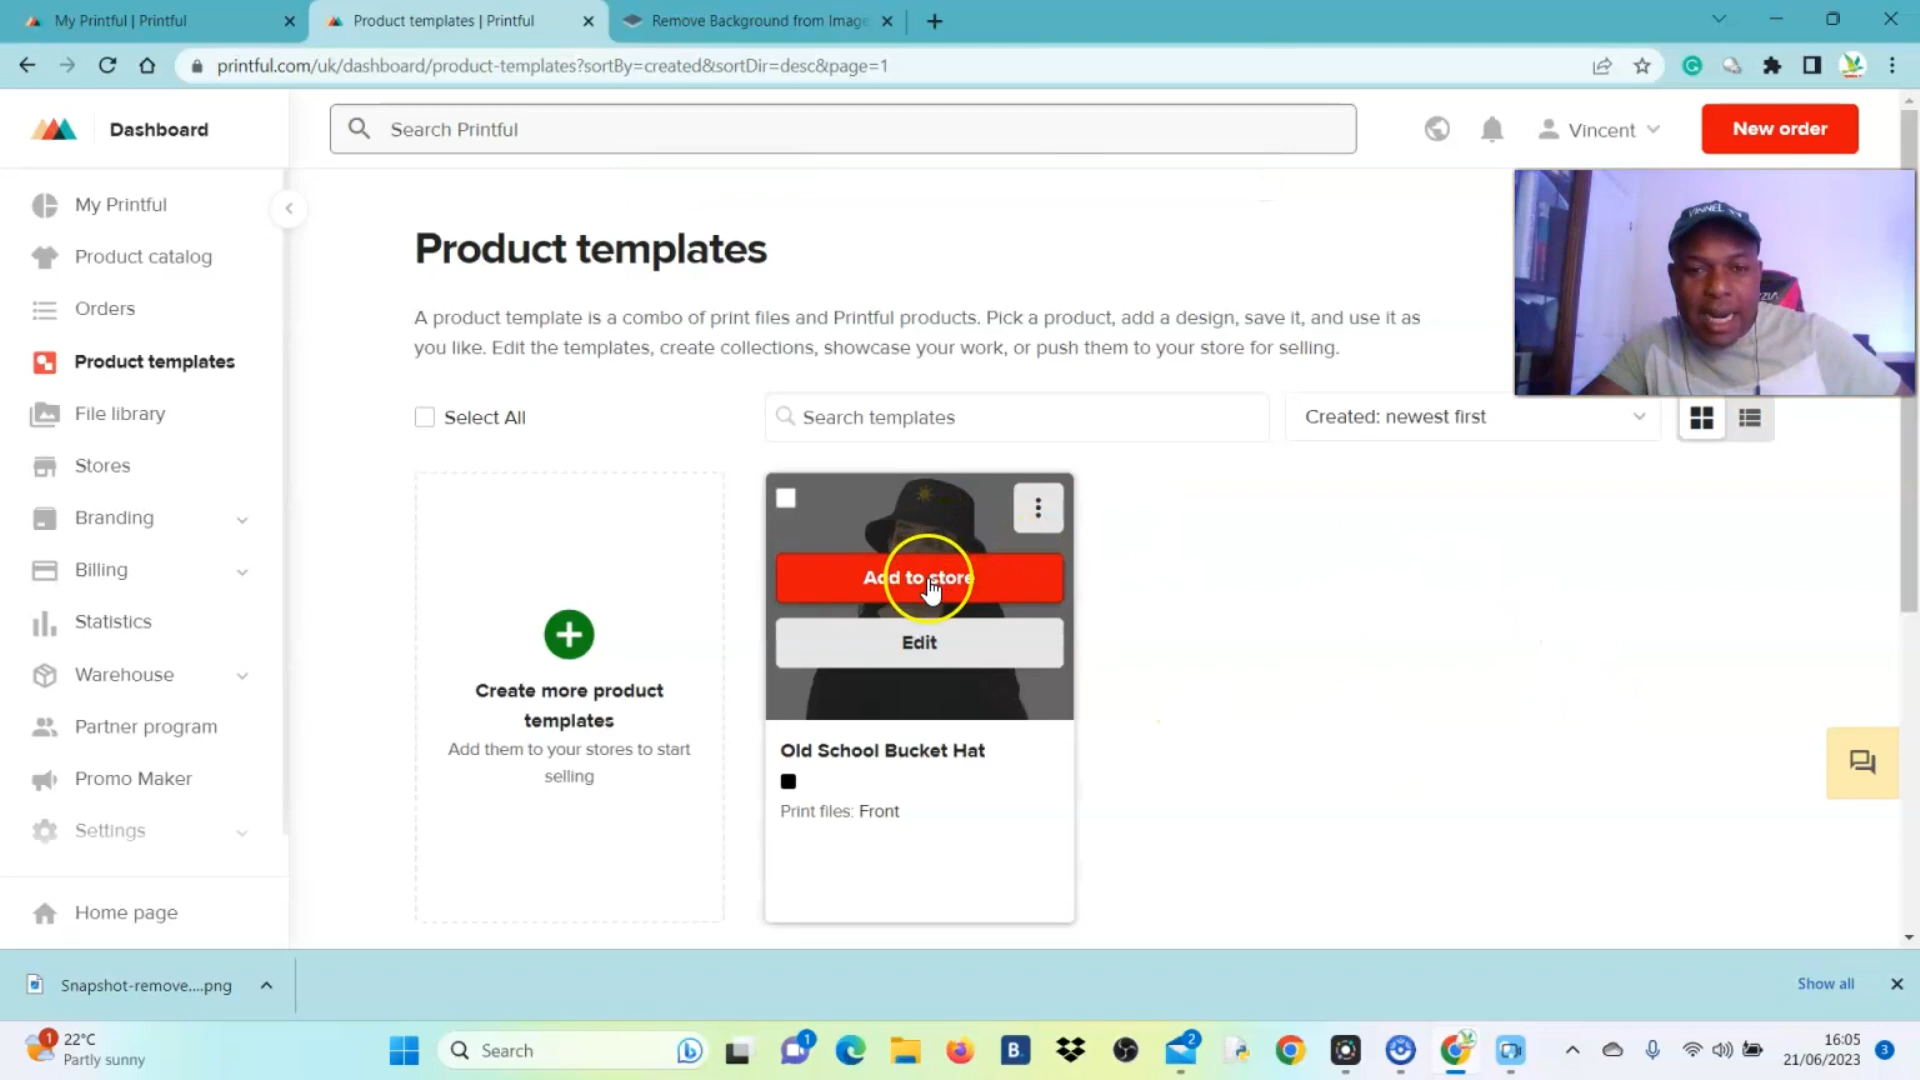 My Printful | Printful
Product templates | Printful
Remove Background from Image
printful.com/uk/dashboard/product-templates?sortBy=created&sortDir=desc&page=1
Dashboard
Search Printful
Vincent
New order
My Printful
Product catalog
Orders
Product templates
File library
Stores
Branding
Billing
Statistics
Warehouse
Partner program
Promo Maker
Settings
Home page
Product templates
A product template is a combo of print files and Printful products. Pick a product, add a design, save it, and use it as
you like. Edit the templates, create collections, showcase your work, or push them to your store for selling.
Select All
Search templates
Created: newest first
Create more product
templates
Add them to your stores to start
selling
Add to store
Edit
Old School Bucket Hat
Print files: Front
Snapshot-remove....png
Show all
1
22°C
Partly sunny
Search
1
B.
2
16:05
21/06/2023
3